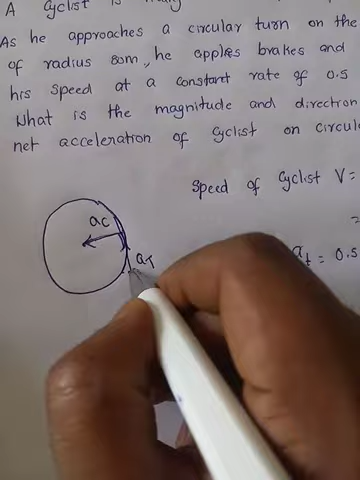 A Cyclist is
As he approaches a circular turn on the
of radius 80m, he applies brakes and
his speed at a constant rate of 0.5
What is the magnitude and direction
net acceleration of cyclist on circul
Speed of cyclist V =
=
ac
aT
at = 0.5